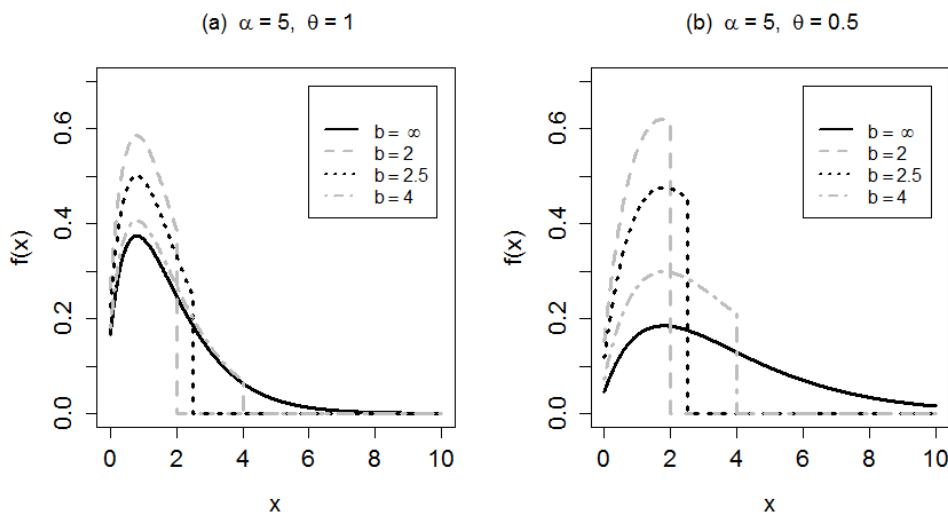 (a) α = 5, θ = 1
f(x)
0.0 0.2 0.4 0.6
b = ∞
b = 2
b = 2.5
b = 4
0 2 4 6 8 10
x
(b) α = 5, θ = 0.5
f(x)
0.0 0.2 0.4 0.6
b = ∞
b = 2
b = 2.5
b = 4
0 2 4 6 8 10
x